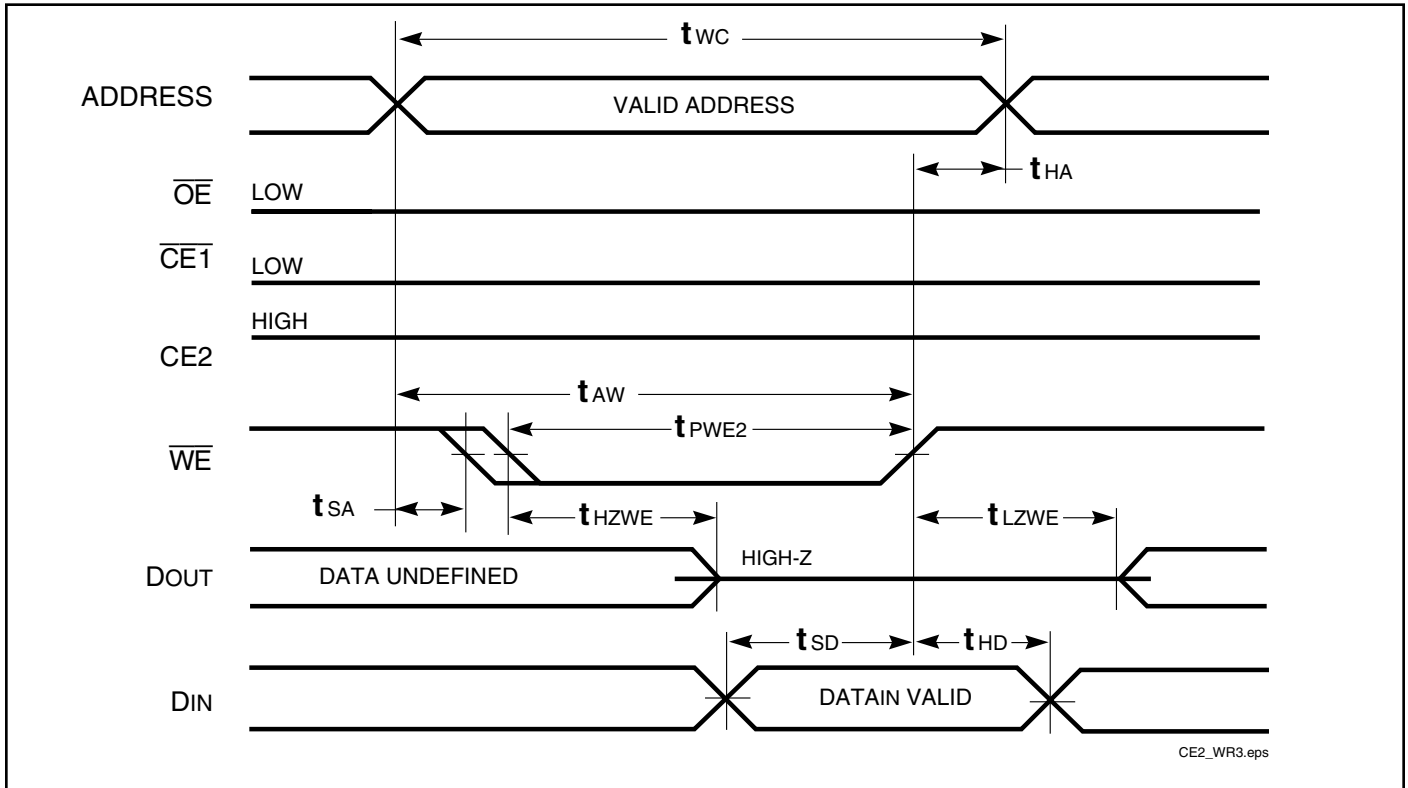 tWC
ADDRESS
VALID ADDRESS
tHA
OE
LOW
CE1
LOW
HIGH
CE2
tAW
tPWE2
WE
tSA
tHZWE
tLZWE
DOUT
DATA UNDEFINED
HIGH-Z
tSD
tHD
DIN
DATAIN VALID
CE2_WR3.eps